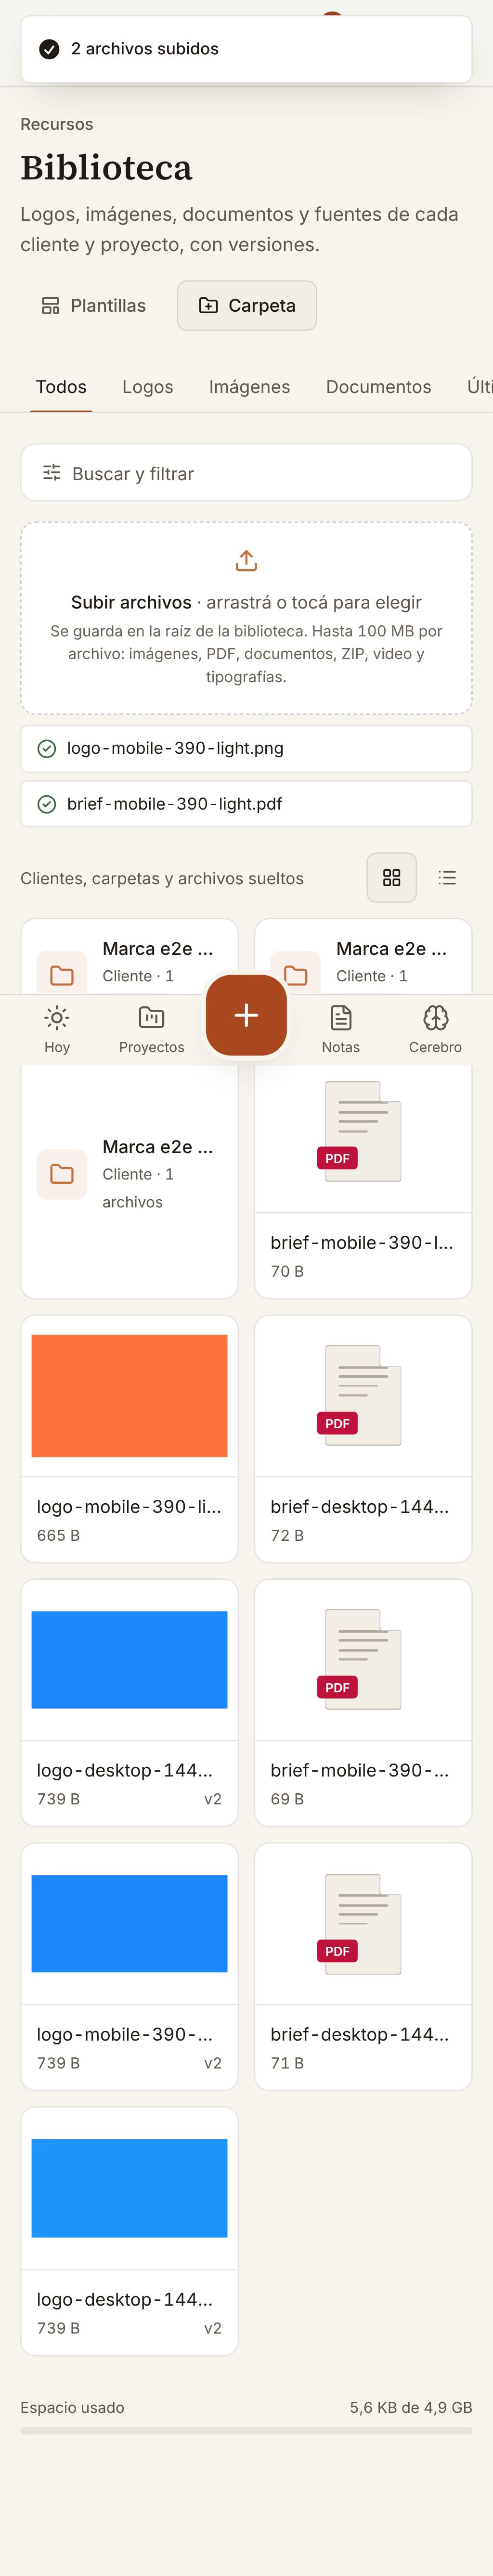 2 archivos subidos
Recursos
Biblioteca
Logos, imágenes, documentos y fuentes de cada
cliente y proyecto, con versiones.
Plantillas
Carpeta
Todos
Logos
Imágenes
Documentos
Últi
Buscar y filtrar
Subir archivos · arrastrá o tocá para elegir
Se guarda en la raíz de la biblioteca. Hasta 100 MB por
archivo: imágenes, PDF, documentos, ZIP, video y
tipografías.
logo-mobile-390-light.png
brief-mobile-390-light.pdf
Clientes, carpetas y archivos sueltos
Marca e2e ...
Cliente · 1
Marca e2e ...
Cliente · 1
Hoy
Proyectos
Notas
Cerebro
Marca e2e ...
Cliente · 1
archivos
PDF
brief-mobile-390-l...
70 B
logo-mobile-390-li...
665 B
PDF
brief-desktop-144...
72 B
logo-desktop-144...
739 B
v2
PDF
brief-mobile-390-...
69 B
logo-mobile-390-...
739 B
v2
PDF
brief-desktop-144...
71 B
logo-desktop-144...
739 B
v2
Espacio usado
5,6 KB de 4,9 GB